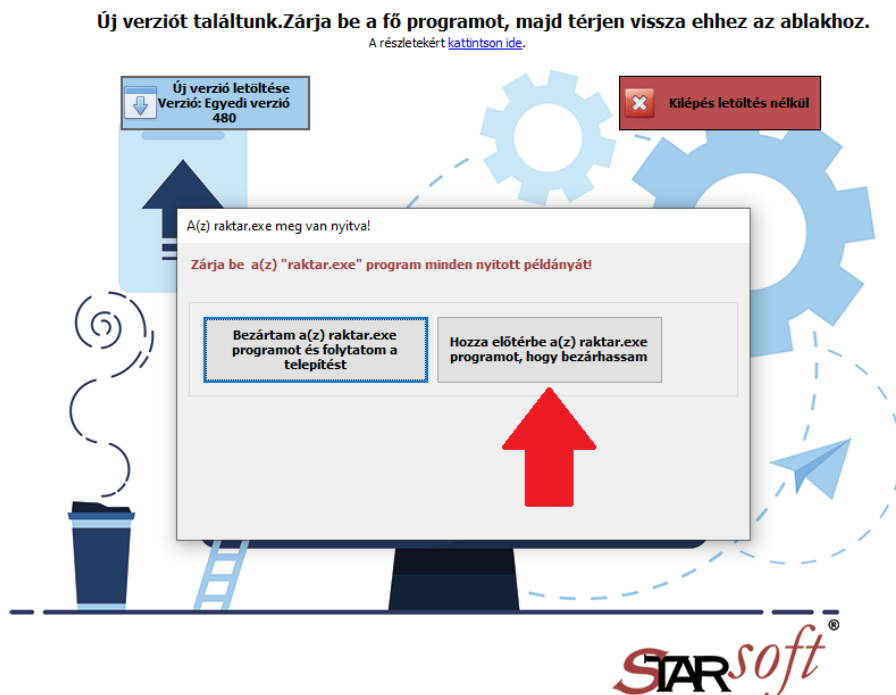 Új verziót találtunk.Zárja be a fő programot, majd térjen vissza ehhez az ablakhoz.
A részletekért kattintson ide.
Új verzió letöltése
Verzió: Egyedi verzió
480
Kilépés letöltés nélkül
A(z) raktar.exe meg van nyitva!
Zárja be a(z) "raktar.exe" program minden nyitott példányát!
Bezártam a(z) raktar.exe
programot és folytatom a
telepítést
Hozza előtérbe a(z) raktar.exe
programot, hogy bezárhassam
STARsoft®